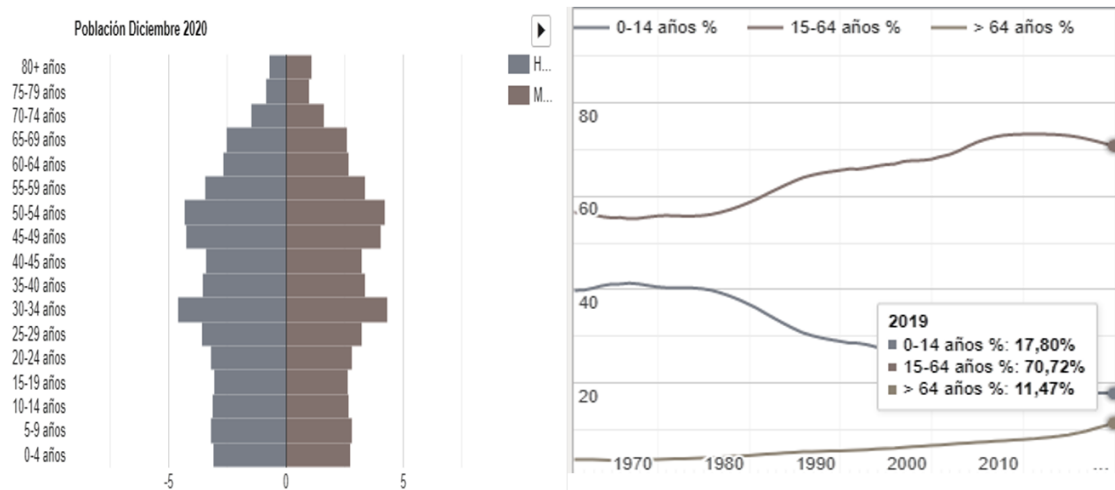 Población Diciembre 2020
H...
M...
80+ años
75-79 años
70-74 años
65-69 años
60-64 años
55-59 años
50-54 años
45-49 años
40-45 años
35-40 años
30-34 años
25-29 años
20-24 años
15-19 años
10-14 años
5-9 años
0-4 años
-5 0 5
0-14 años % 15-64 años % > 64 años %
80
60
40
20
2019
0-14 años %: 17,80%
15-64 años %: 70,72%
> 64 años %: 11,47%
1970 1980 1990 2000 2010 ...